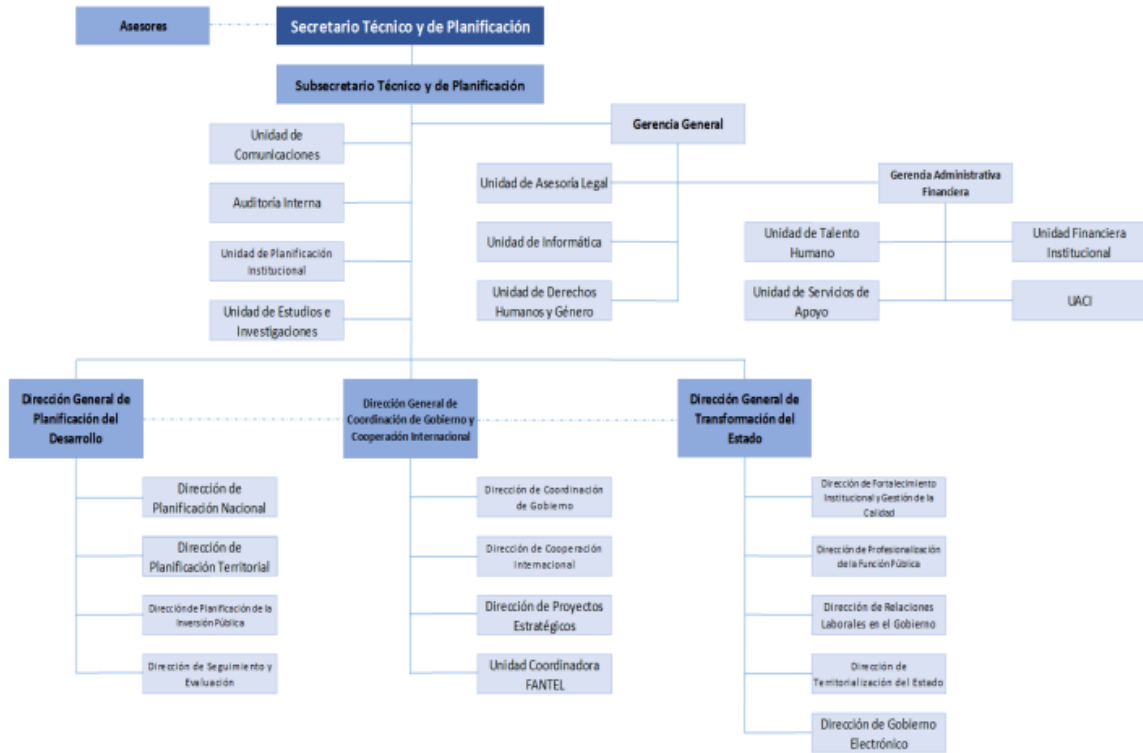 Asesores
Secretario Técnico y de Planificación
Subsecretario Técnico y de Planificación
Gerencia General
Unidad de
Comunicaciones
Unidad de Asesoría Legal
Gerencia Administrativa
Financiera
Auditoría Interna
Unidad de Informática
Unidad de Talento
Humano
Unidad Financiera
Institucional
Unidad de Planificación
Institucional
Unidad de Derechos
Humanos y Género
Unidad de Servicios de
Apoyo
UACI
Unidad de Estudios e
Investigaciones
Dirección General de
Planificación del
Desarrollo
Dirección General de
Coordinación de Gobierno y
Cooperación Internacional
Dirección General de
Transformación del
Estado
Dirección de
Planificación Nacional
Dirección de
Planificación Territorial
Dirección de Planificación de la
Inversión Pública
Dirección de Seguimiento y
Evaluación
Dirección de Coordinación
de Gobierno
Dirección de Cooperación
Internacional
Dirección de Proyectos
Estratégicos
Unidad Coordinadora
FANTEL
Dirección de Fortalecimiento
Institucional y Gestión de la
Calidad
Dirección de Profesionalización
de la Función Pública
Dirección de Relaciones
Laborales en el Gobierno
Dirección de
Territorialización del Estado
Dirección de Gobierno
Electrónico